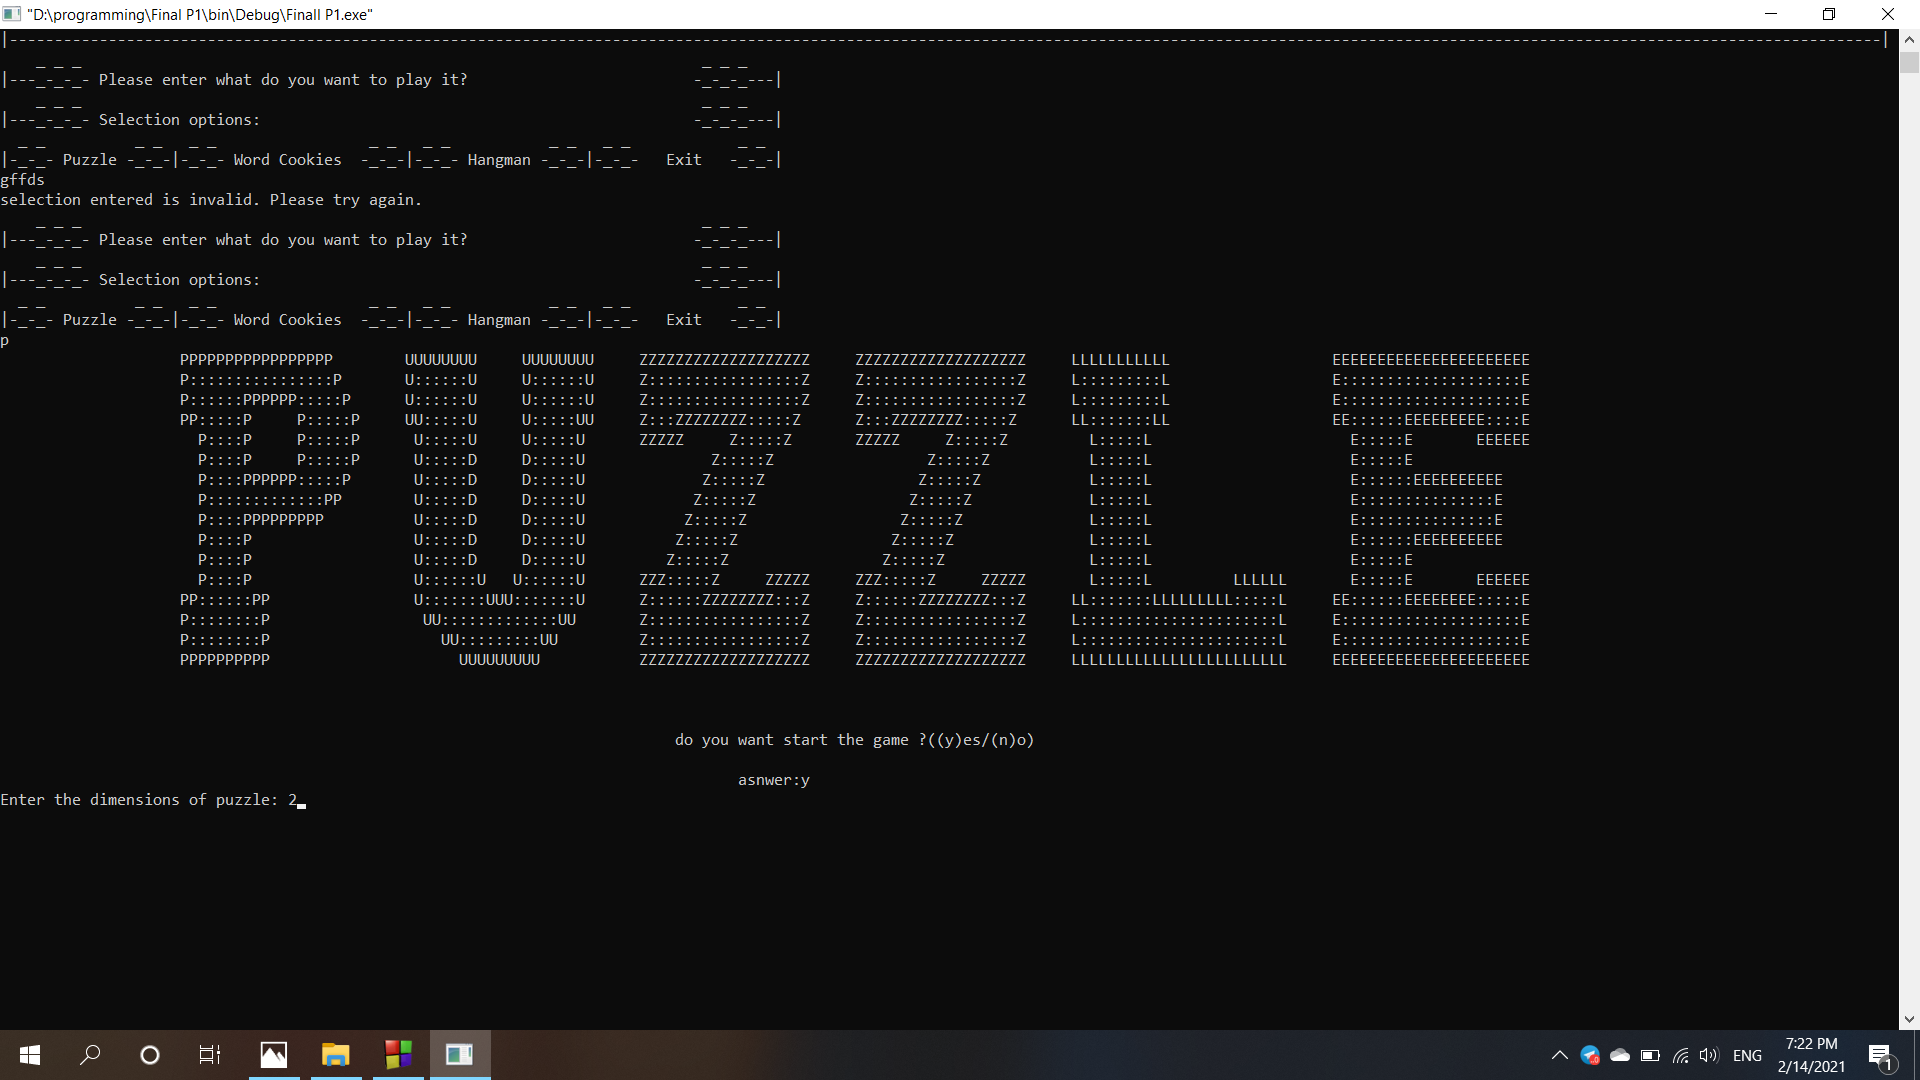 "D:\programming\Final P1\bin\Debug\Finall P1.exe"
|----------------------------------------------------------------------------------------------------------------------------------------------------------------------------------------------------------------|
    _ _ _                                                                     _ _ _
|---_-_-_- Please enter what do you want to play it?                         -_-_-_---|
    _ _ _                                                                     _ _ _
|---_-_-_- Selection options:                                                -_-_-_---|
  _ _          _ _   _ _                 _ _   _ _           _ _   _ _            _ _
|-_-_- Puzzle -_-_-|-_-_- Word Cookies  -_-_-|-_-_- Hangman -_-_-|-_-_-   Exit   -_-_-|
gffds
selection entered is invalid. Please try again.
    _ _ _                                                                     _ _ _
|---_-_-_- Please enter what do you want to play it?                         -_-_-_---|
    _ _ _                                                                     _ _ _
|---_-_-_- Selection options:                                                -_-_-_---|
  _ _          _ _   _ _                 _ _   _ _           _ _   _ _            _ _
|-_-_- Puzzle -_-_-|-_-_- Word Cookies  -_-_-|-_-_- Hangman -_-_-|-_-_-   Exit   -_-_-|
p
PPPPPPPPPPPPPPPPP        UUUUUUUU     UUUUUUUU     ZZZZZZZZZZZZZZZZZZZ     ZZZZZZZZZZZZZZZZZZZ     LLLLLLLLLLL                  EEEEEEEEEEEEEEEEEEEEEE
P::::::::::::::::P       U::::::U     U::::::U     Z:::::::::::::::::Z     Z:::::::::::::::::Z     L:::::::::L                  E::::::::::::::::::::E
P::::::PPPPPP:::::P      U::::::U     U::::::U     Z:::::::::::::::::Z     Z:::::::::::::::::Z     L:::::::::L                  E::::::::::::::::::::E
PP:::::P     P:::::P     UU:::::U     U:::::UU     Z:::ZZZZZZZZ:::::Z      Z:::ZZZZZZZZ:::::Z      LL:::::::LL                  EE::::::EEEEEEEEE::::E
  P::::P     P:::::P      U:::::U     U:::::U      ZZZZZ     Z:::::Z       ZZZZZ     Z:::::Z         L:::::L                      E:::::E       EEEEEE
  P::::P     P:::::P      U:::::D     D:::::U              Z:::::Z                 Z:::::Z           L:::::L                      E:::::E
  P::::PPPPPP:::::P       U:::::D     D:::::U             Z:::::Z                 Z:::::Z            L:::::L                      E::::::EEEEEEEEEE
  P:::::::::::::PP        U:::::D     D:::::U            Z:::::Z                 Z:::::Z             L:::::L                      E:::::::::::::::E
  P::::PPPPPPPPP          U:::::D     D:::::U           Z:::::Z                 Z:::::Z              L:::::L                      E:::::::::::::::E
  P::::P                  U:::::D     D:::::U          Z:::::Z                 Z:::::Z               L:::::L                      E::::::EEEEEEEEEE
  P::::P                  U:::::D     D:::::U         Z:::::Z                 Z:::::Z                L:::::L                      E:::::E
  P::::P                  U::::::U   U::::::U      ZZZ:::::Z     ZZZZZ     ZZZ:::::Z     ZZZZZ       L:::::L         LLLLLL       E:::::E       EEEEEE
PP::::::PP                U:::::::UUU:::::::U      Z::::::ZZZZZZZZ:::Z     Z::::::ZZZZZZZZ:::Z     LL:::::::LLLLLLLLL:::::L     EE::::::EEEEEEEE:::::E
P::::::::P                 UU:::::::::::::UU       Z:::::::::::::::::Z     Z:::::::::::::::::Z     L::::::::::::::::::::::L     E::::::::::::::::::::E
P::::::::P                   UU:::::::::UU         Z:::::::::::::::::Z     Z:::::::::::::::::Z     L::::::::::::::::::::::L     E::::::::::::::::::::E
PPPPPPPPPP                     UUUUUUUUU           ZZZZZZZZZZZZZZZZZZZ     ZZZZZZZZZZZZZZZZZZZ     LLLLLLLLLLLLLLLLLLLLLLLL     EEEEEEEEEEEEEEEEEEEEEE
do you want start the game ?((y)es/(n)o)
asnwer:y
Enter the dimensions of puzzle: 2
ENG
7:22 PM
2/14/2021
1